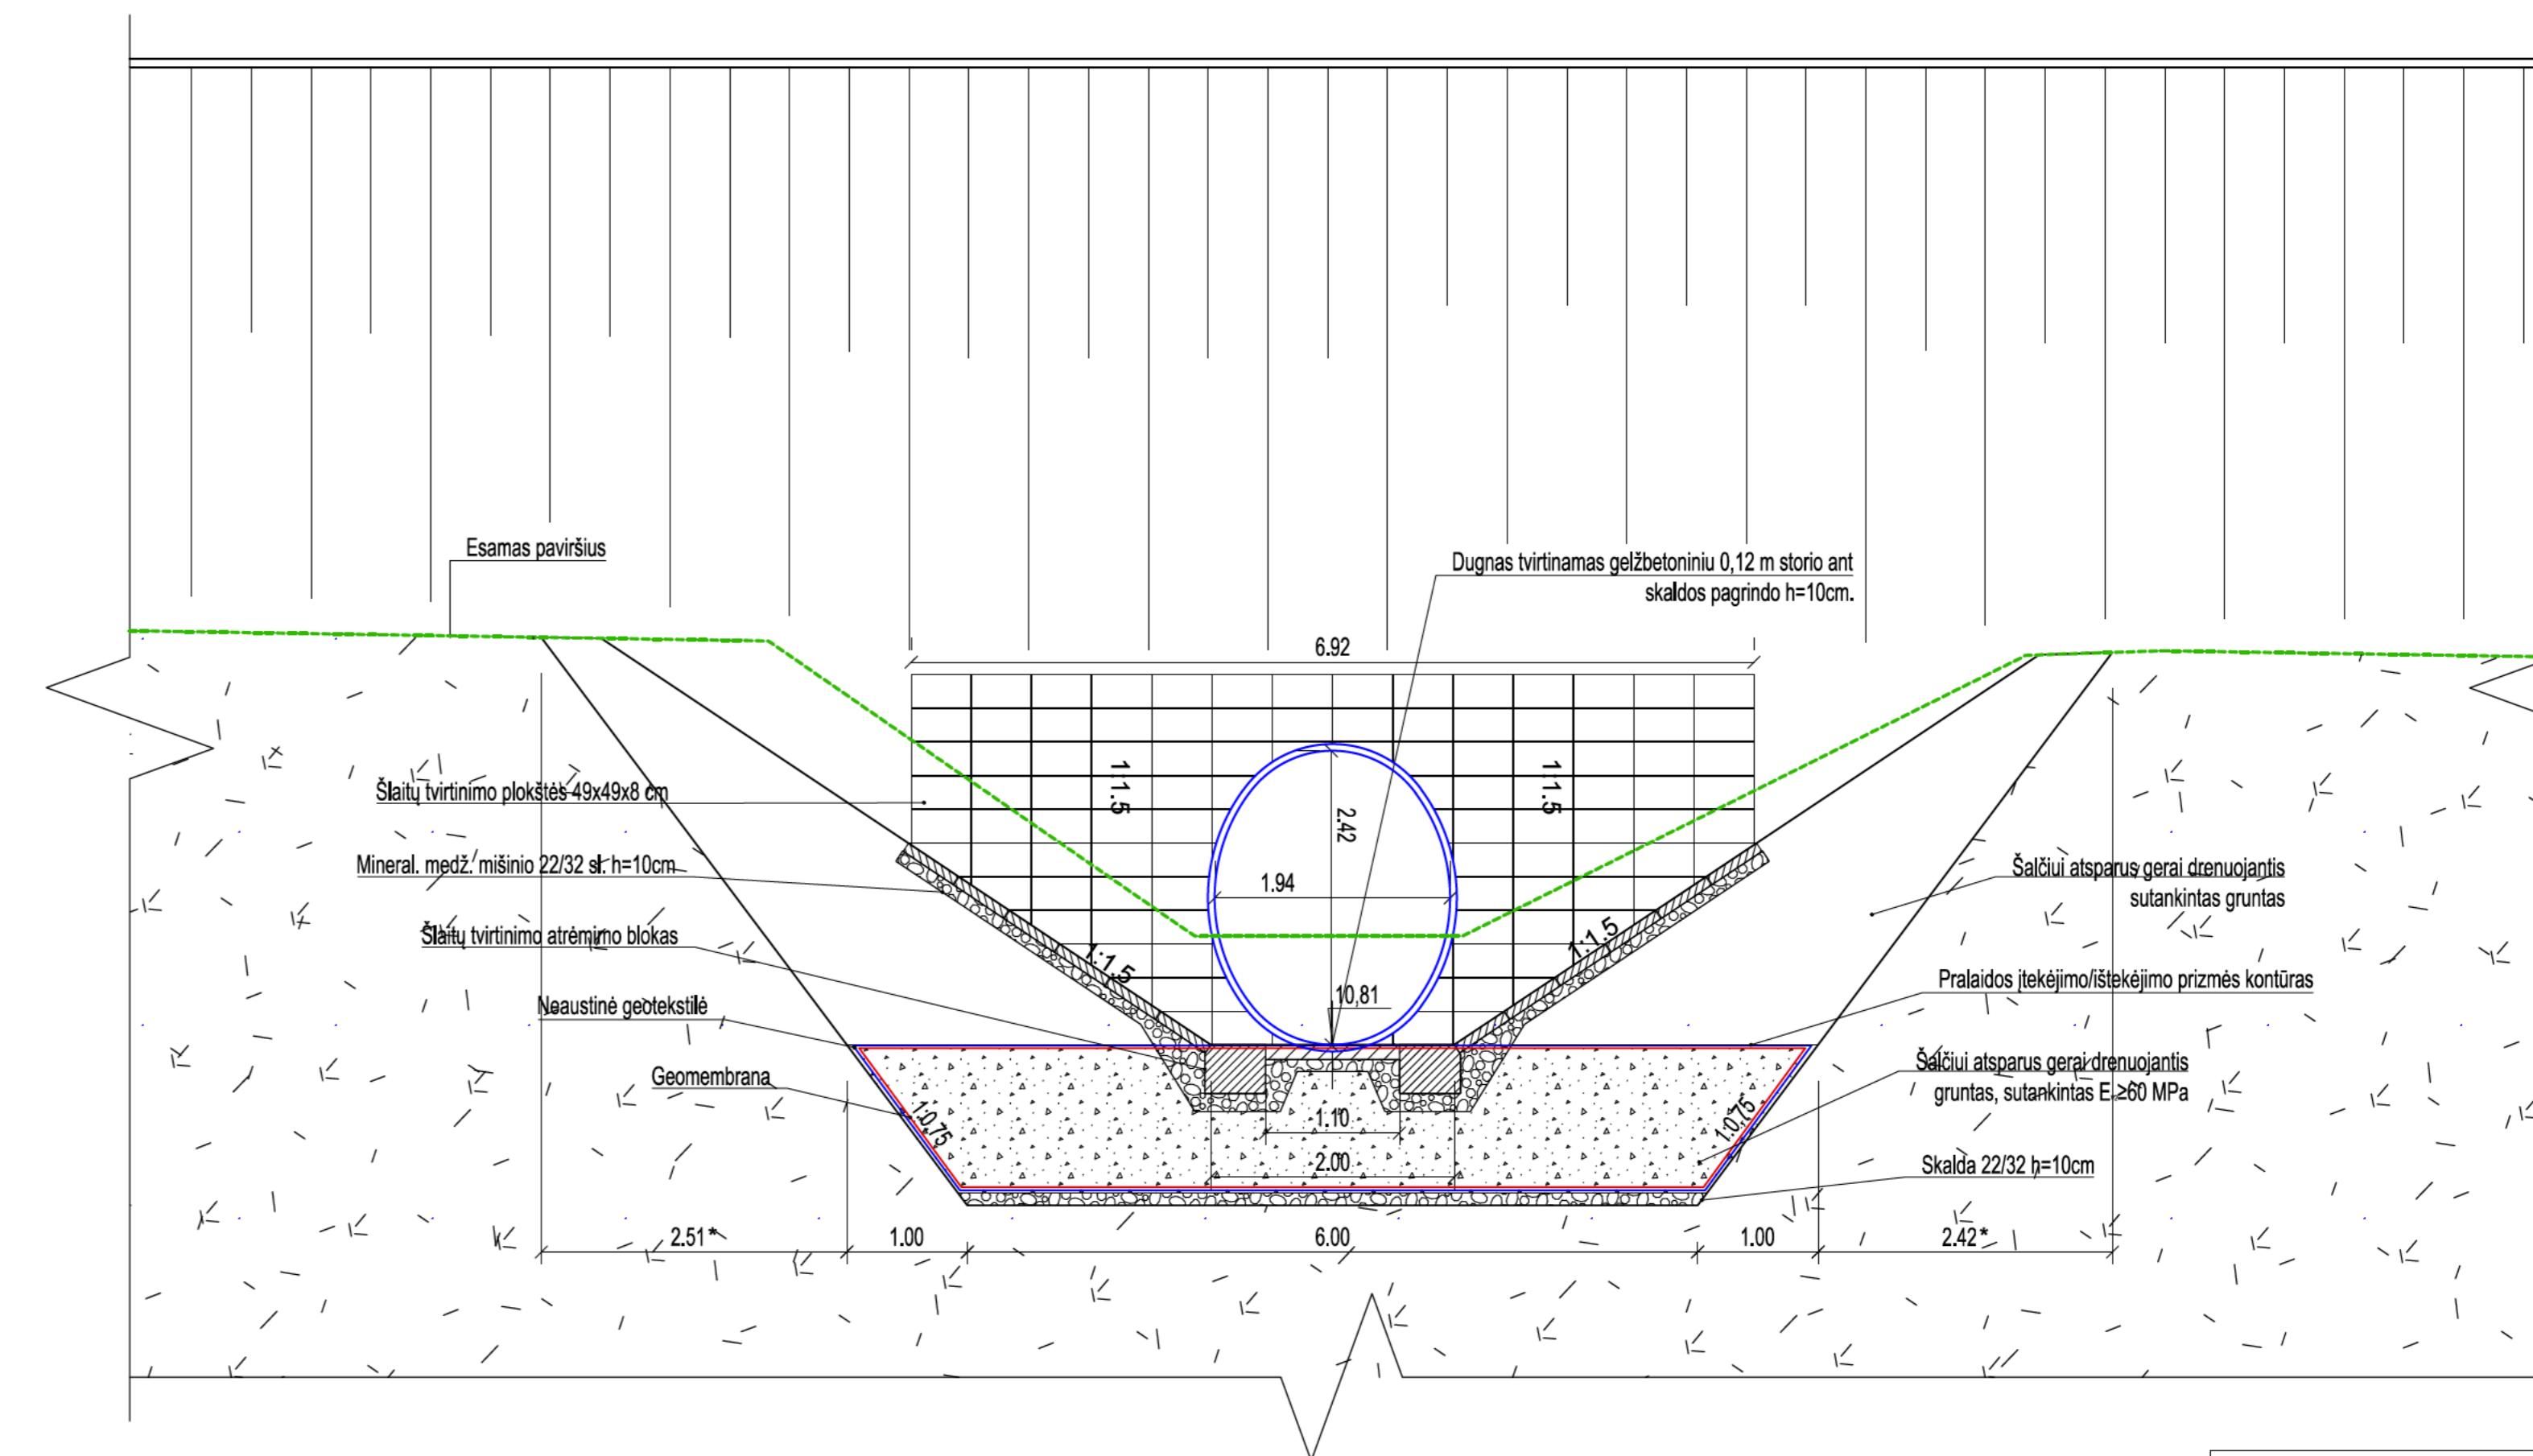 Esamas paviršius
Dugnas tvirtinamas gelžbetoniniu 0,12 m storio ant
skaldos pagrindo h=10cm.
6.92
1:1.5
1:1.5
Šlaitų tvirtinimo plokštės 49x49x8 cm
2.42
Mineral. medž. mišinio 22/32 sl. h=10cm
1.94
Šalčiui atsparus gerai drenuojantis
sutankintas gruntas
Šlaitų tvirtinimo atrėmimo blokas
1:1.5
1:1.5
Pralaidos įtekėjimo/ištekėjimo prizmės kontūras
10,81
Neaustinė geotekstilė
Šalčiui atsparus gerai drenuojantis
gruntas, sutankintas E≥60 MPa
Geomembrana
1:0,75
1:0,75
1.10
2.00
Skalda 22/32 h=10cm
2.51*
1.00
6.00
1.00
2.42*